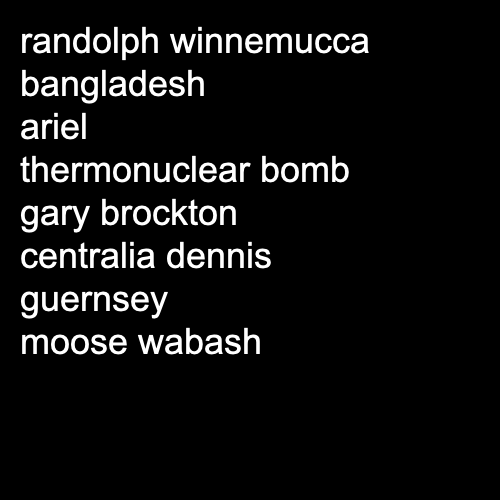 randolph winnemucca
bangladesh
ariel
thermonuclear bomb
gary brockton
centralia dennis
guernsey
moose wabash